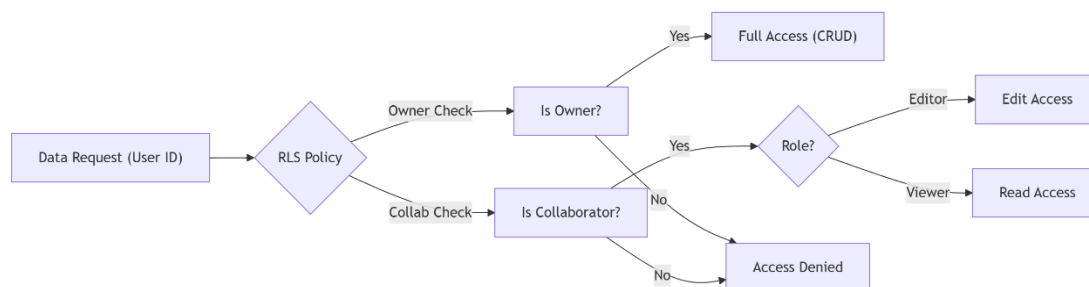 Data Request (User ID)
RLS Policy
Owner Check
Collab Check
Is Owner?
Is Collaborator?
Yes
No
Yes
No
Full Access (CRUD)
Role?
Access Denied
Editor
Viewer
Edit Access
Read Access